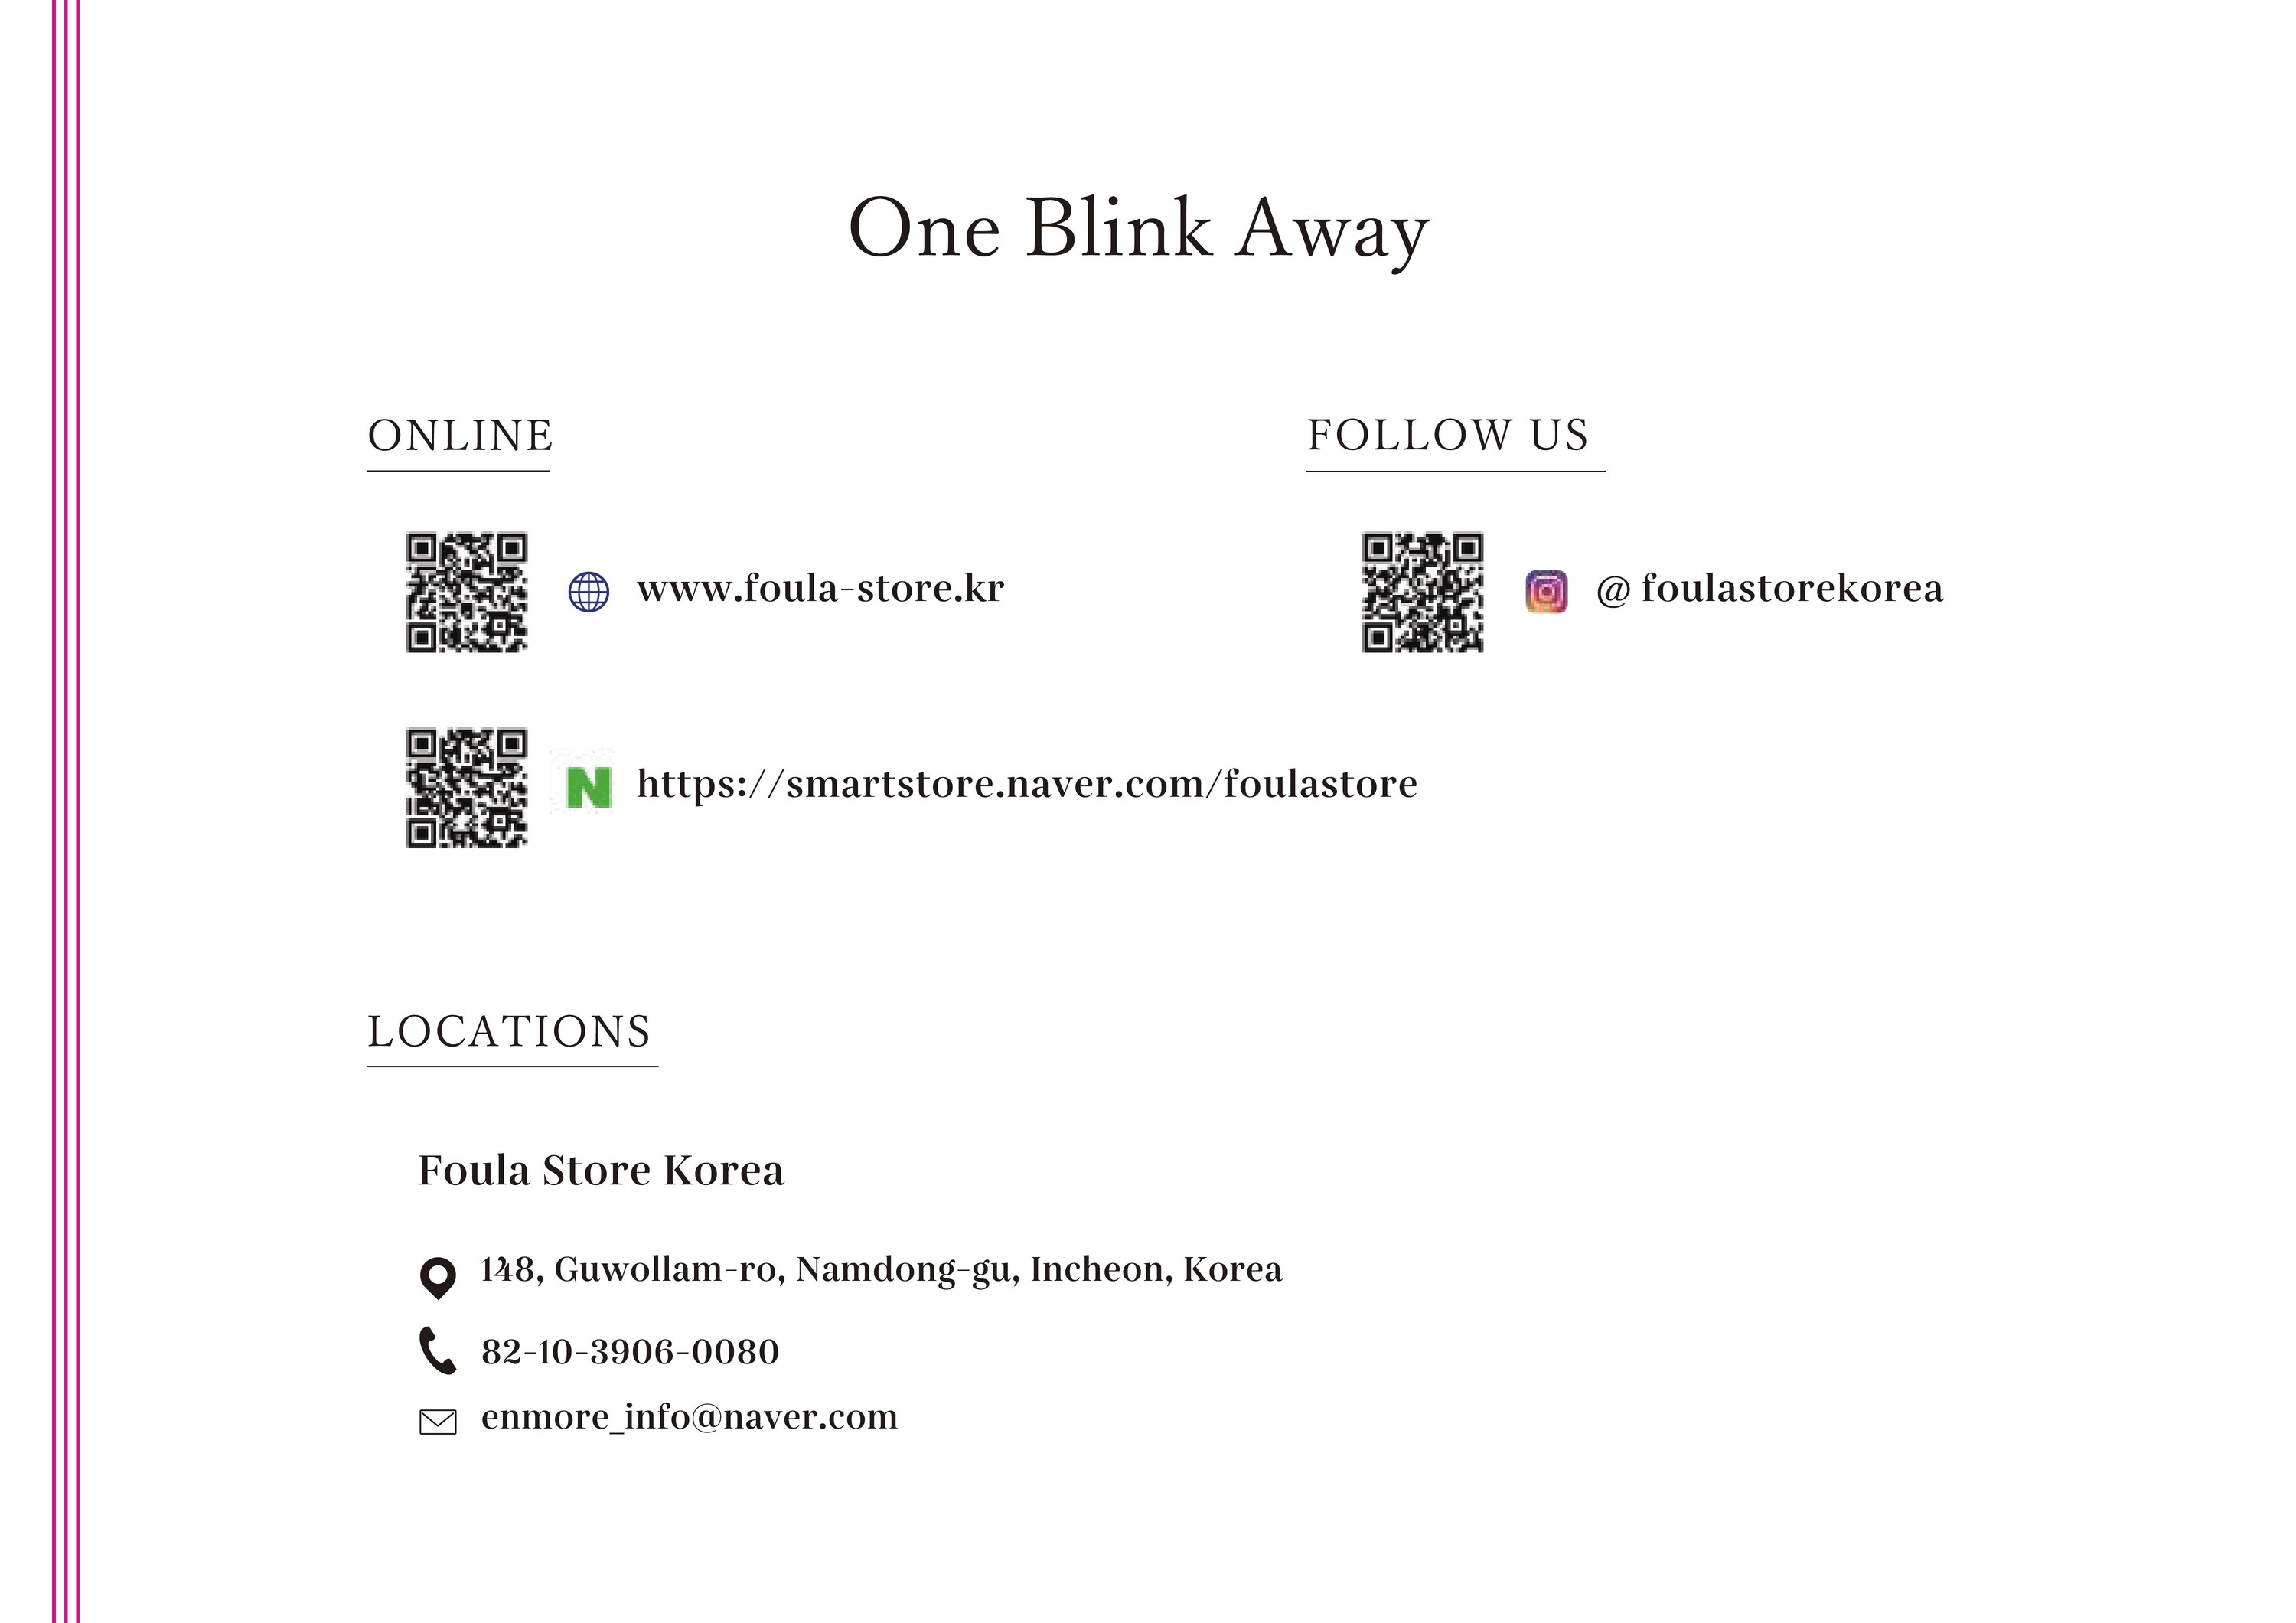 One Blink Away
ONLINE
www.foula-store.kr
https://smartstore.naver.com/foulastore
FOLLOW US
@ foulastorekorea
LOCATIONS
Foula Store Korea
148, Guwollam-ro, Namdong-gu, Incheon, Korea
82-10-3906-0080
enmore_info@naver.com